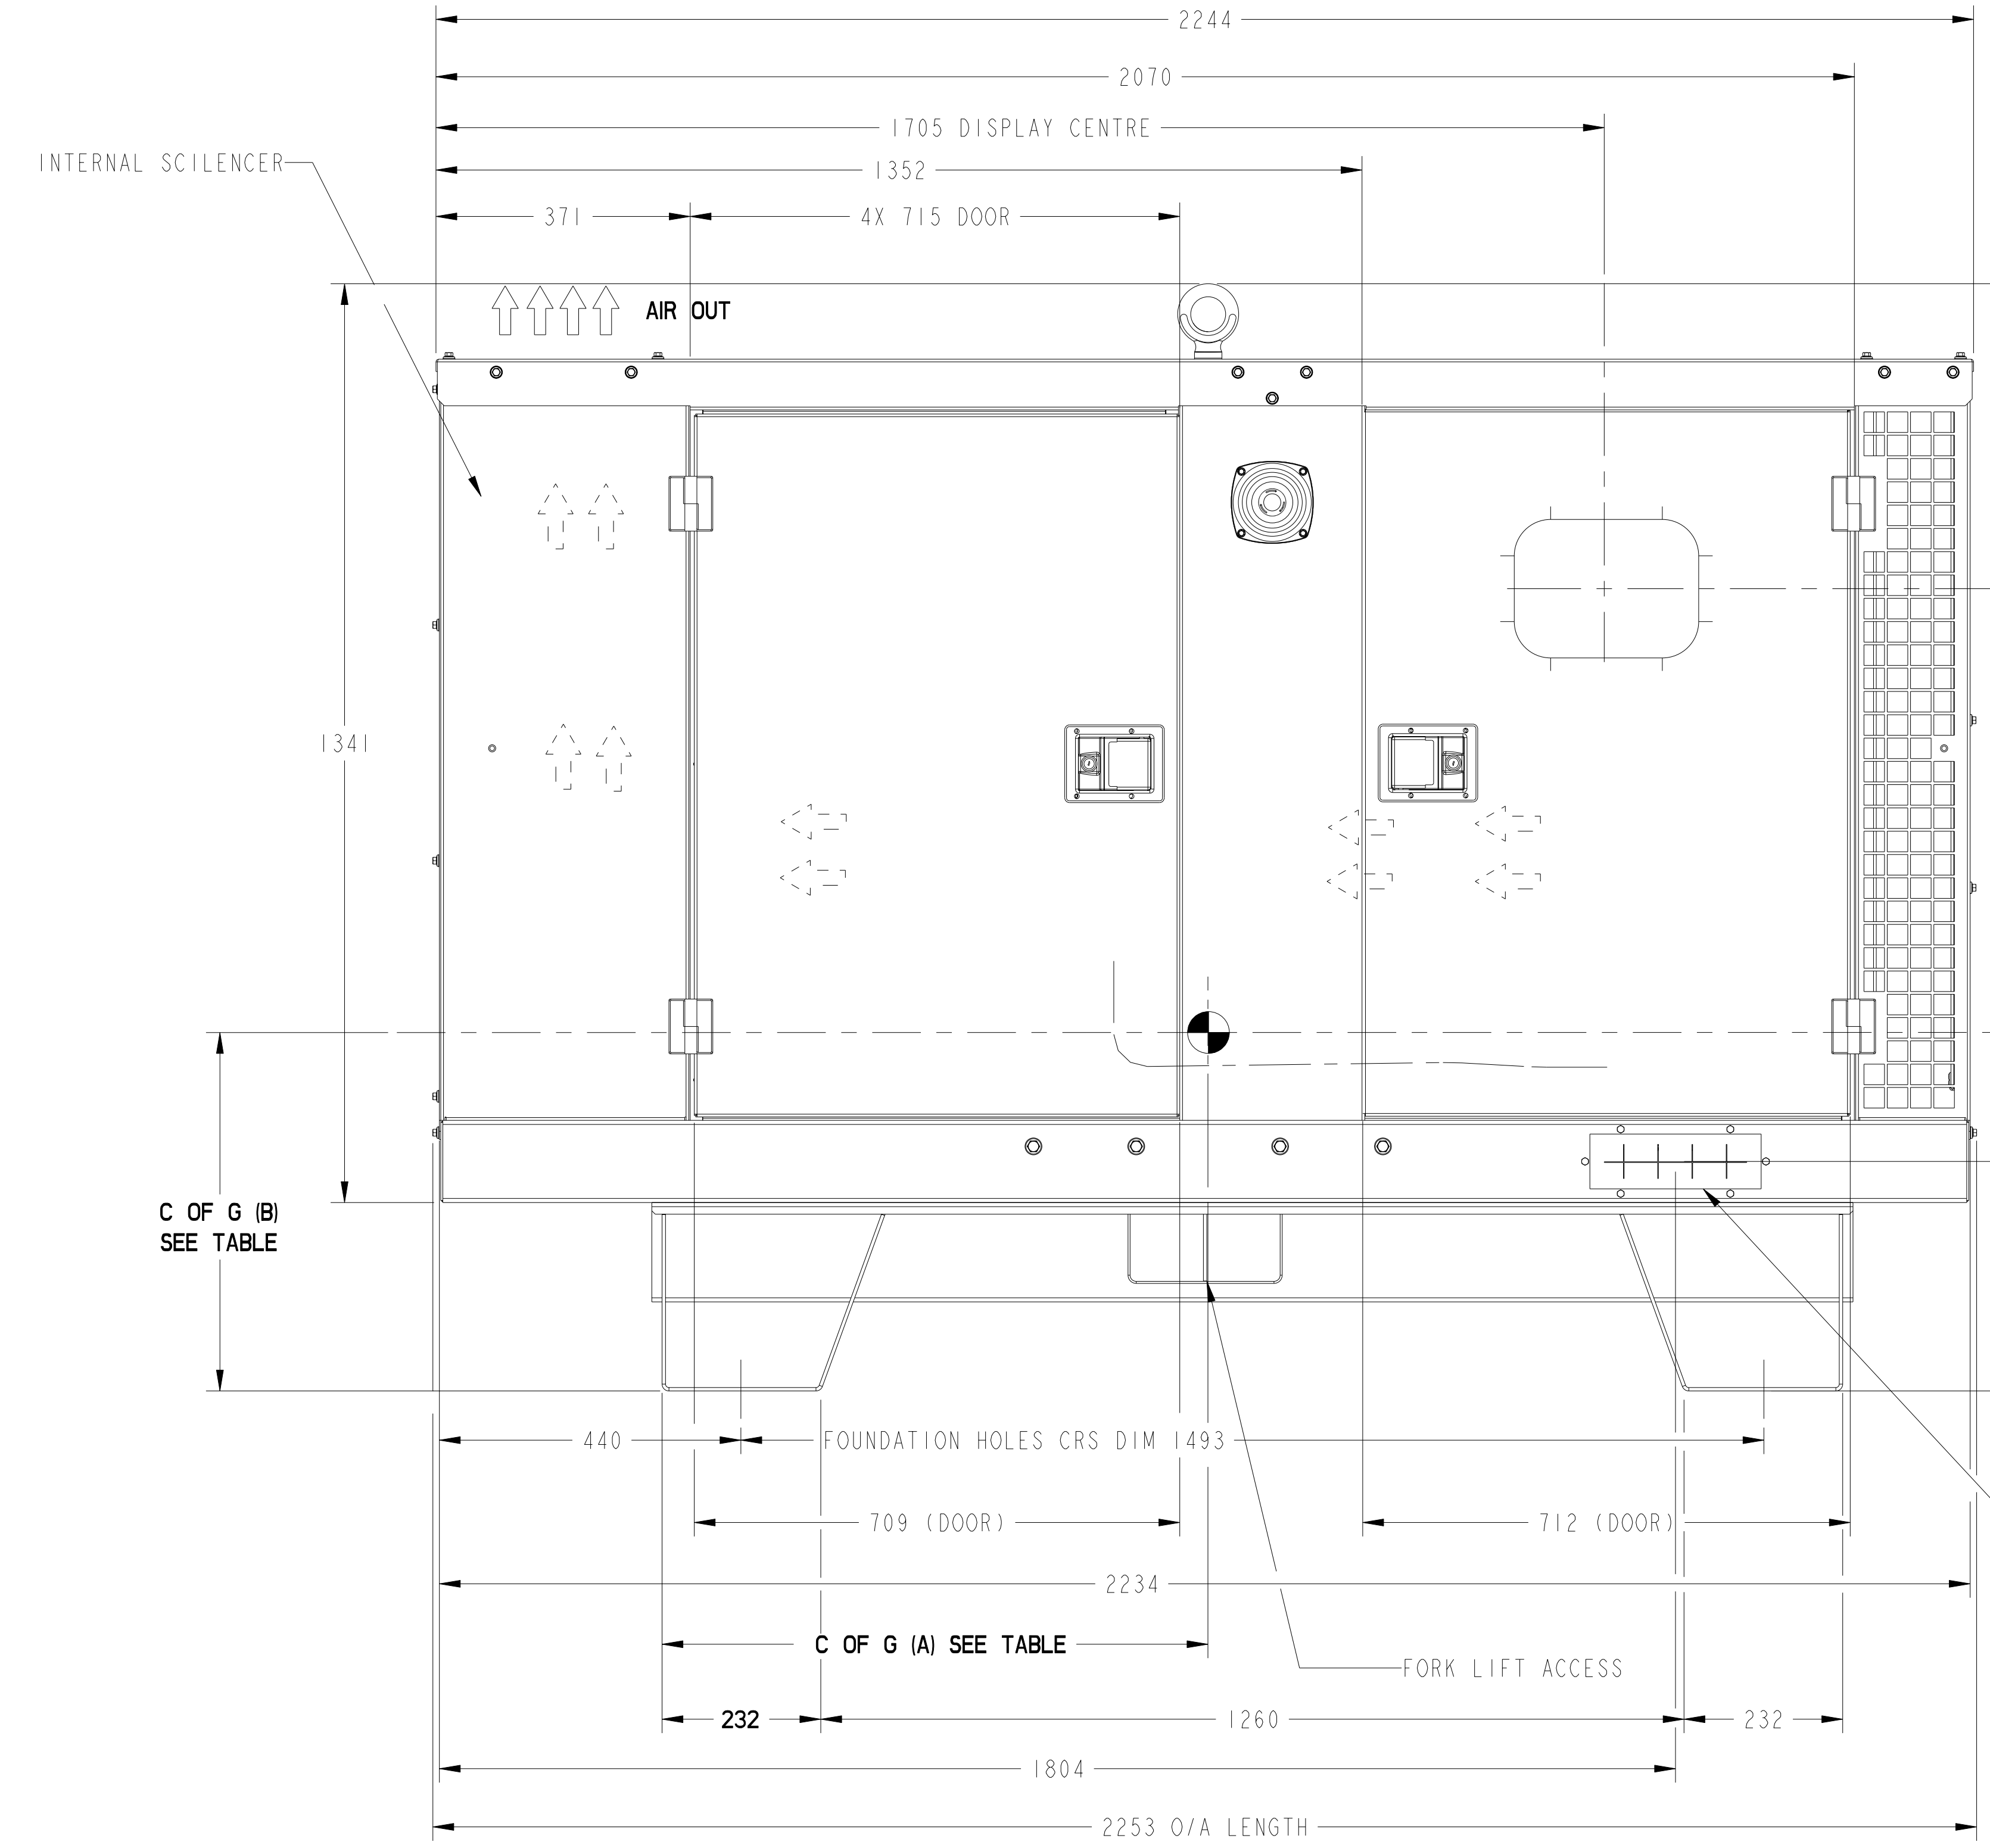 2244
2070
1705 DISPLAY CENTRE
INTERNAL SCILENCER
1352
371
4X 715 DOOR
AIR OUT
1341
C OF G (B)
SEE TABLE
440
FOUNDATION HOLES CRS DIM 1493
709 (DOOR)
712 (DOOR)
2234
C OF G (A) SEE TABLE
FORK LIFT ACCESS
232
1260
232
1804
2253 O/A LENGTH